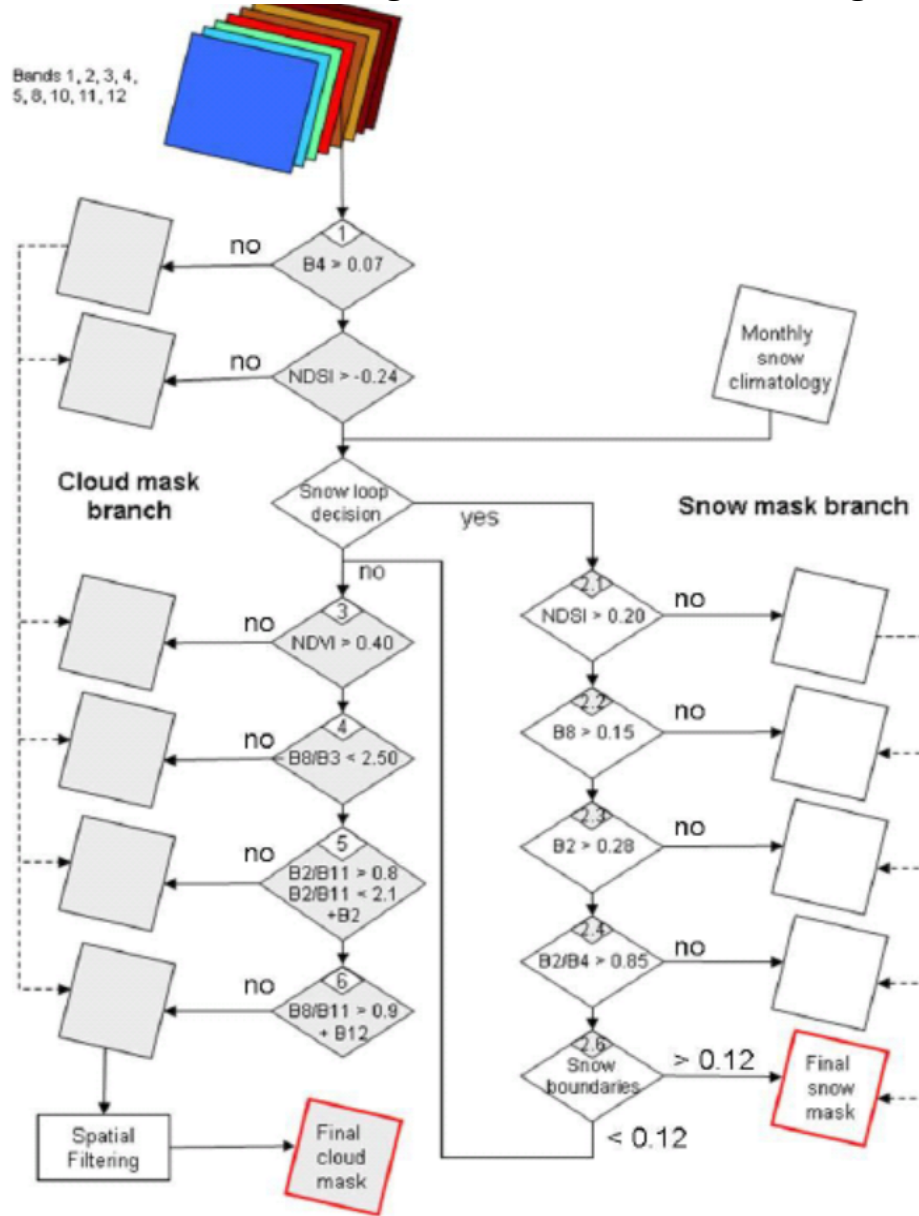 Bands 1, 2, 3, 4,
5, 8, 10, 11, 12
1
B4 > 0.07
no
NDSI > -0.24
no
Monthly
snow
climatology
Cloud mask
branch
Snow loop
decision
yes
Snow mask branch
no
3
NDVI > 0.40
no
2.1
NDSI > 0.20
no
4
B8/B3 < 2.50
no
2.2
B8 > 0.15
no
5
B2/B11 > 0.8
B2/B11 < 2.1
+B2
no
2.3
B2 > 0.28
no
6
B8/B11 > 0.9
+ B12
no
2.4
B2/B4 > 0.85
no
2.6
Snow
boundaries
> 0.12
< 0.12
Final
snow
mask
Spatial
Filtering
Final
cloud
mask